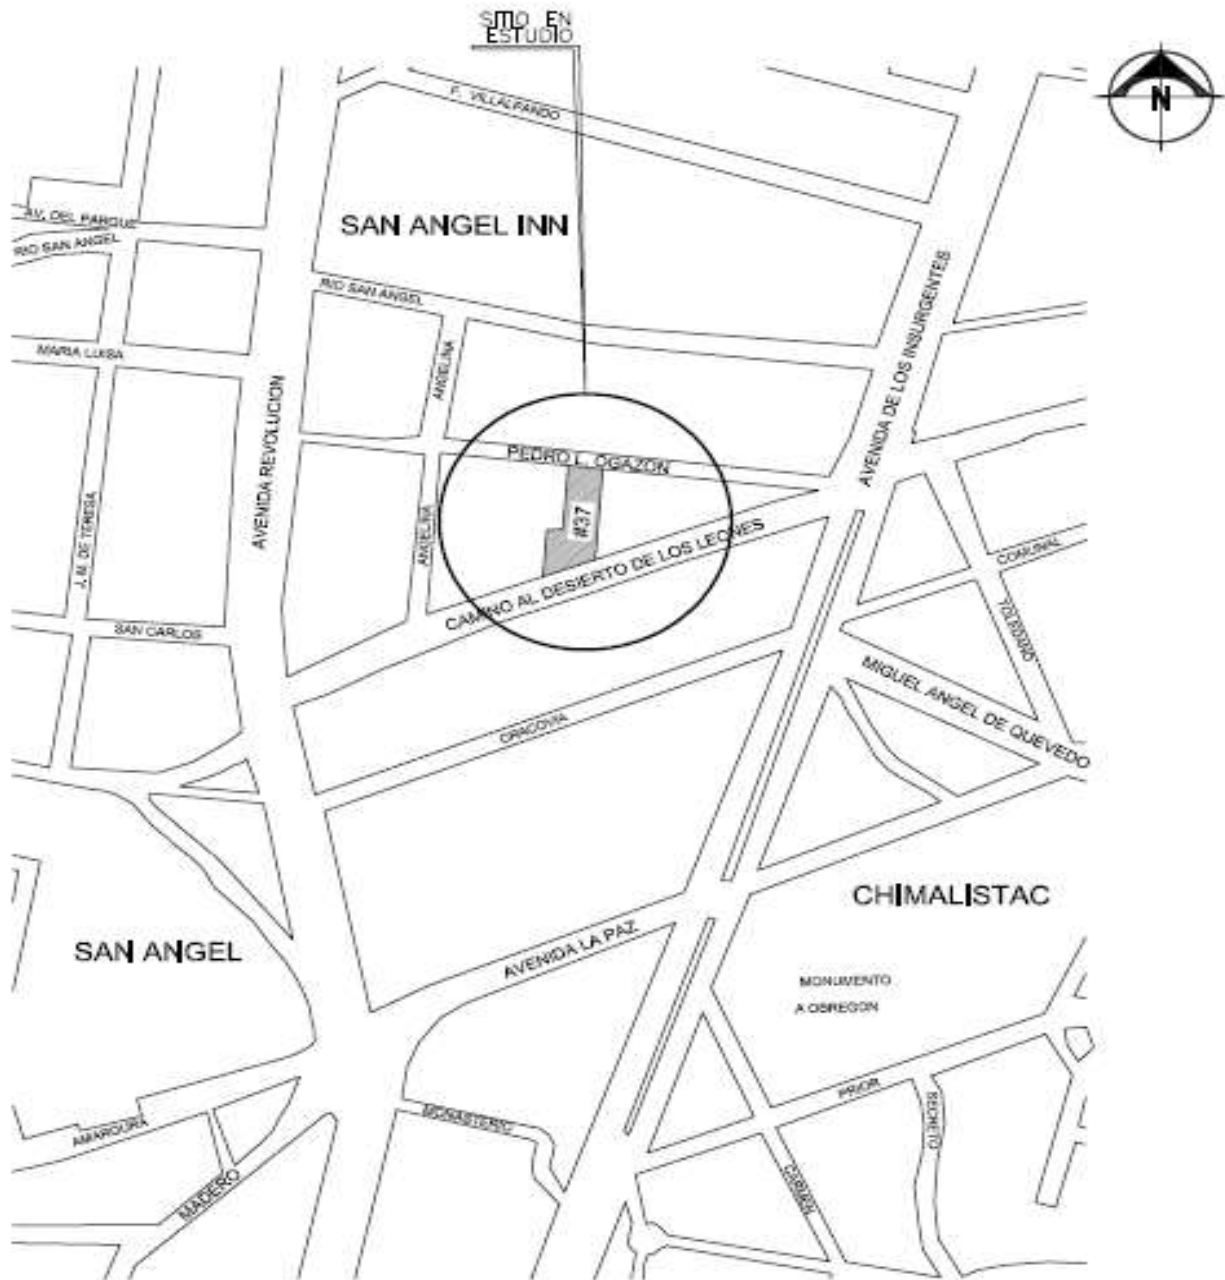 SITIO EN
ESTUDIO
N
F. VILLALPANDO
SAN ANGEL INN
AV. DEL PARQUE
RIO SAN ANGEL
RIO SAN ANGEL
AVENIDA DE LOS INSURGENTES
MARIA LUISA
ANGELINA
AVENIDA REVOLUCION
PEDRO L. OGAZON
#37
J. M. DE TERESA
ANGELINA
CAMINO AL DESIERTO DE LOS LEONES
COMUNAL
TOLEDANO
SAN CARLOS
MIGUEL ANGEL DE QUEVEDO
CRACOVIA
CHIMALISTAC
SAN ANGEL
AVENIDA LA PAZ
MONUMENTO
A OBREGON
PRIOR
SECRETO
MONASTERIO
AMARGURA
MADERO
CARMEN